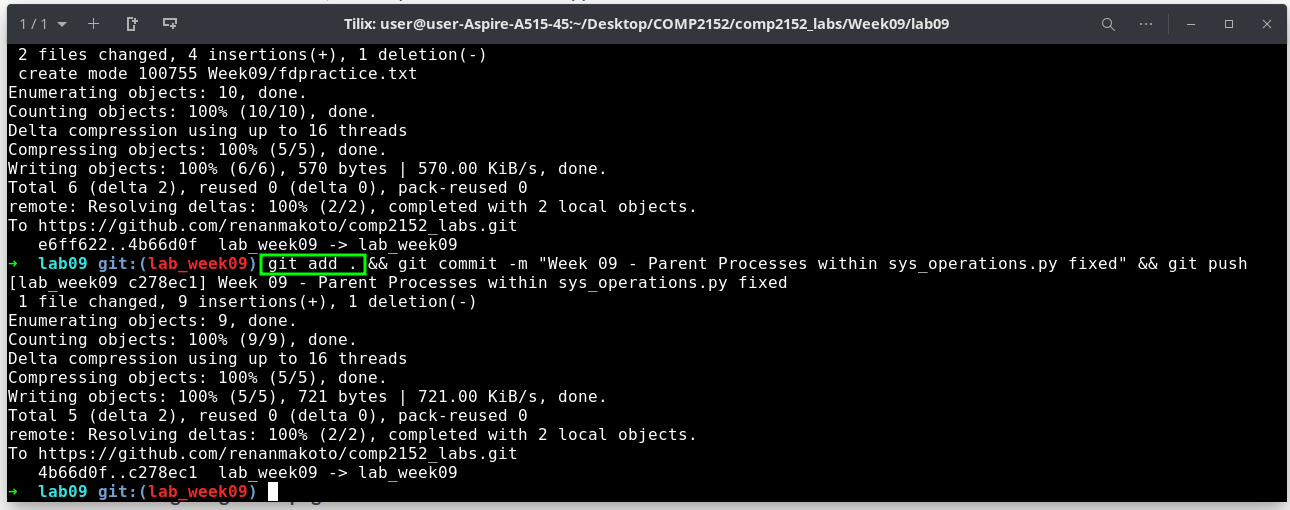 1 / 1
Tilix: user@user-Aspire-A515-45:~/Desktop/COMP2152/comp2152_labs/Week09/lab09
 2 files changed, 4 insertions(+), 1 deletion(-)
 create mode 100755 Week09/fdpractice.txt
Enumerating objects: 10, done.
Counting objects: 100% (10/10), done.
Delta compression using up to 16 threads
Compressing objects: 100% (5/5), done.
Writing objects: 100% (6/6), 570 bytes | 570.00 KiB/s, done.
Total 6 (delta 2), reused 0 (delta 0), pack-reused 0
remote: Resolving deltas: 100% (2/2), completed with 2 local objects.
To https://github.com/renanmakoto/comp2152_labs.git
   e6ff622..4b66d0f  lab_week09 -> lab_week09
➜  lab09 git:(lab_week09) git add . && git commit -m "Week 09 - Parent Processes within sys_operations.py fixed" && git push
[lab_week09 c278ec1] Week 09 - Parent Processes within sys_operations.py fixed
 1 file changed, 9 insertions(+), 1 deletion(-)
Enumerating objects: 9, done.
Counting objects: 100% (9/9), done.
Delta compression using up to 16 threads
Compressing objects: 100% (5/5), done.
Writing objects: 100% (5/5), 721 bytes | 721.00 KiB/s, done.
Total 5 (delta 2), reused 0 (delta 0), pack-reused 0
remote: Resolving deltas: 100% (2/2), completed with 2 local objects.
To https://github.com/renanmakoto/comp2152_labs.git
   4b66d0f..c278ec1  lab_week09 -> lab_week09
➜  lab09 git:(lab_week09)